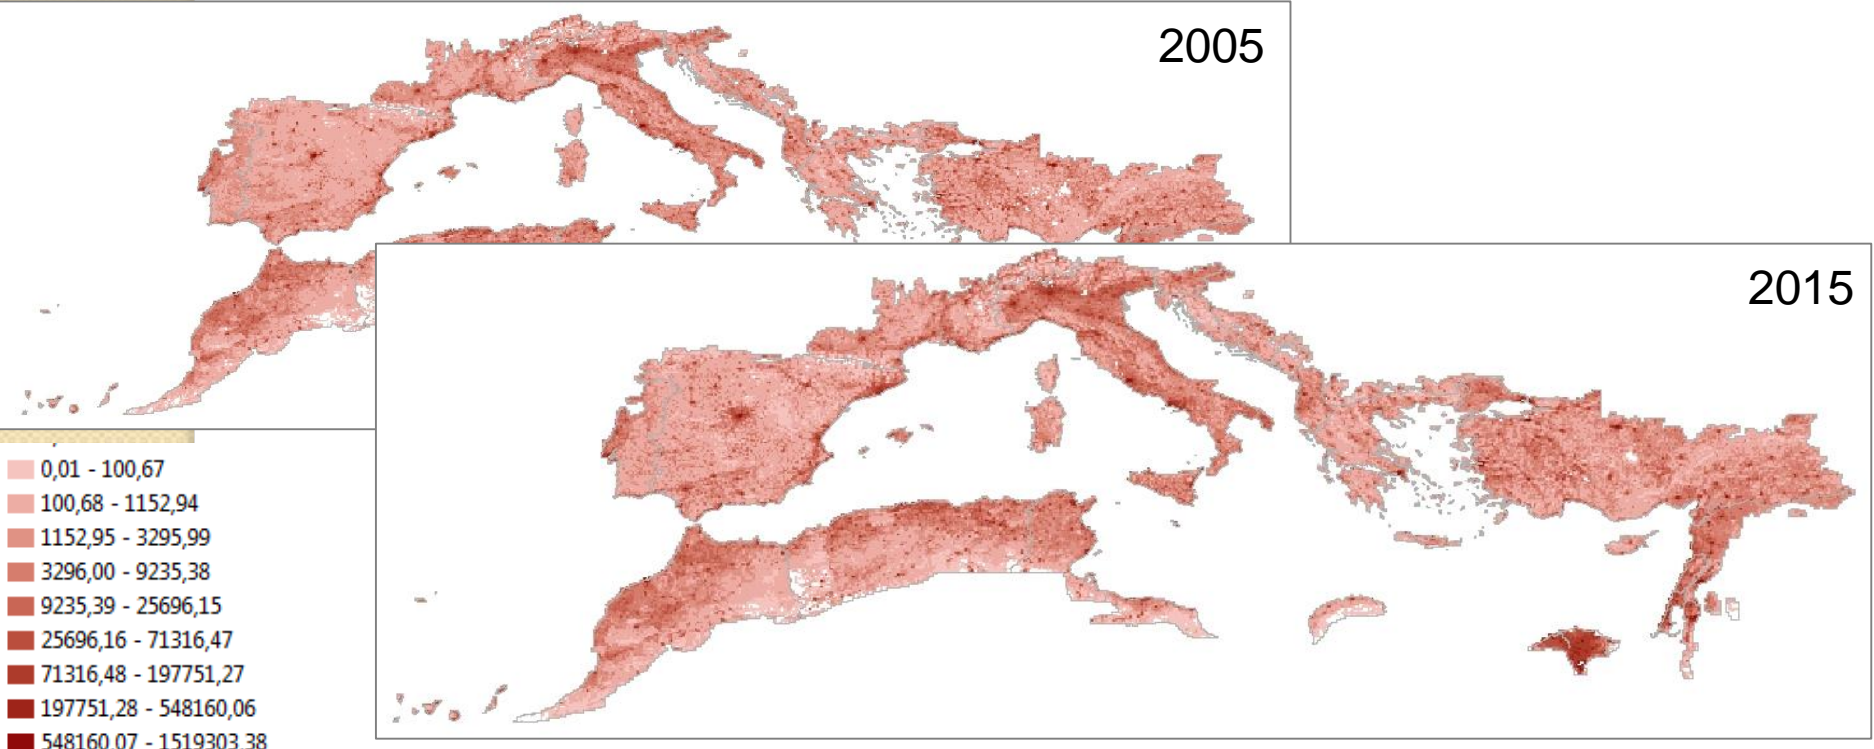 2005
2015
0,01 - 100,67
100,68 - 1152,94
1152,95 - 3295,99
3296,00 - 9235,38
9235,39 - 25696,15
25696,16 - 71316,47
71316,48 - 197751,27
197751,28 - 548160,06
548160,07 - 1519303,38